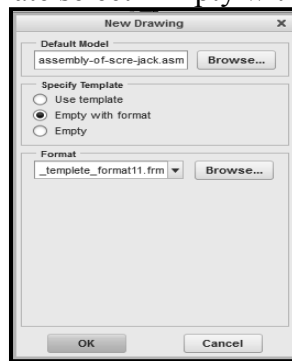 New Drawing ×
Default Model
assembly-of-scre-jack.asm Browse...
Specify Template
Use template
Empty with format
Empty
Format
_templete_format11.frm Browse...
OK Cancel